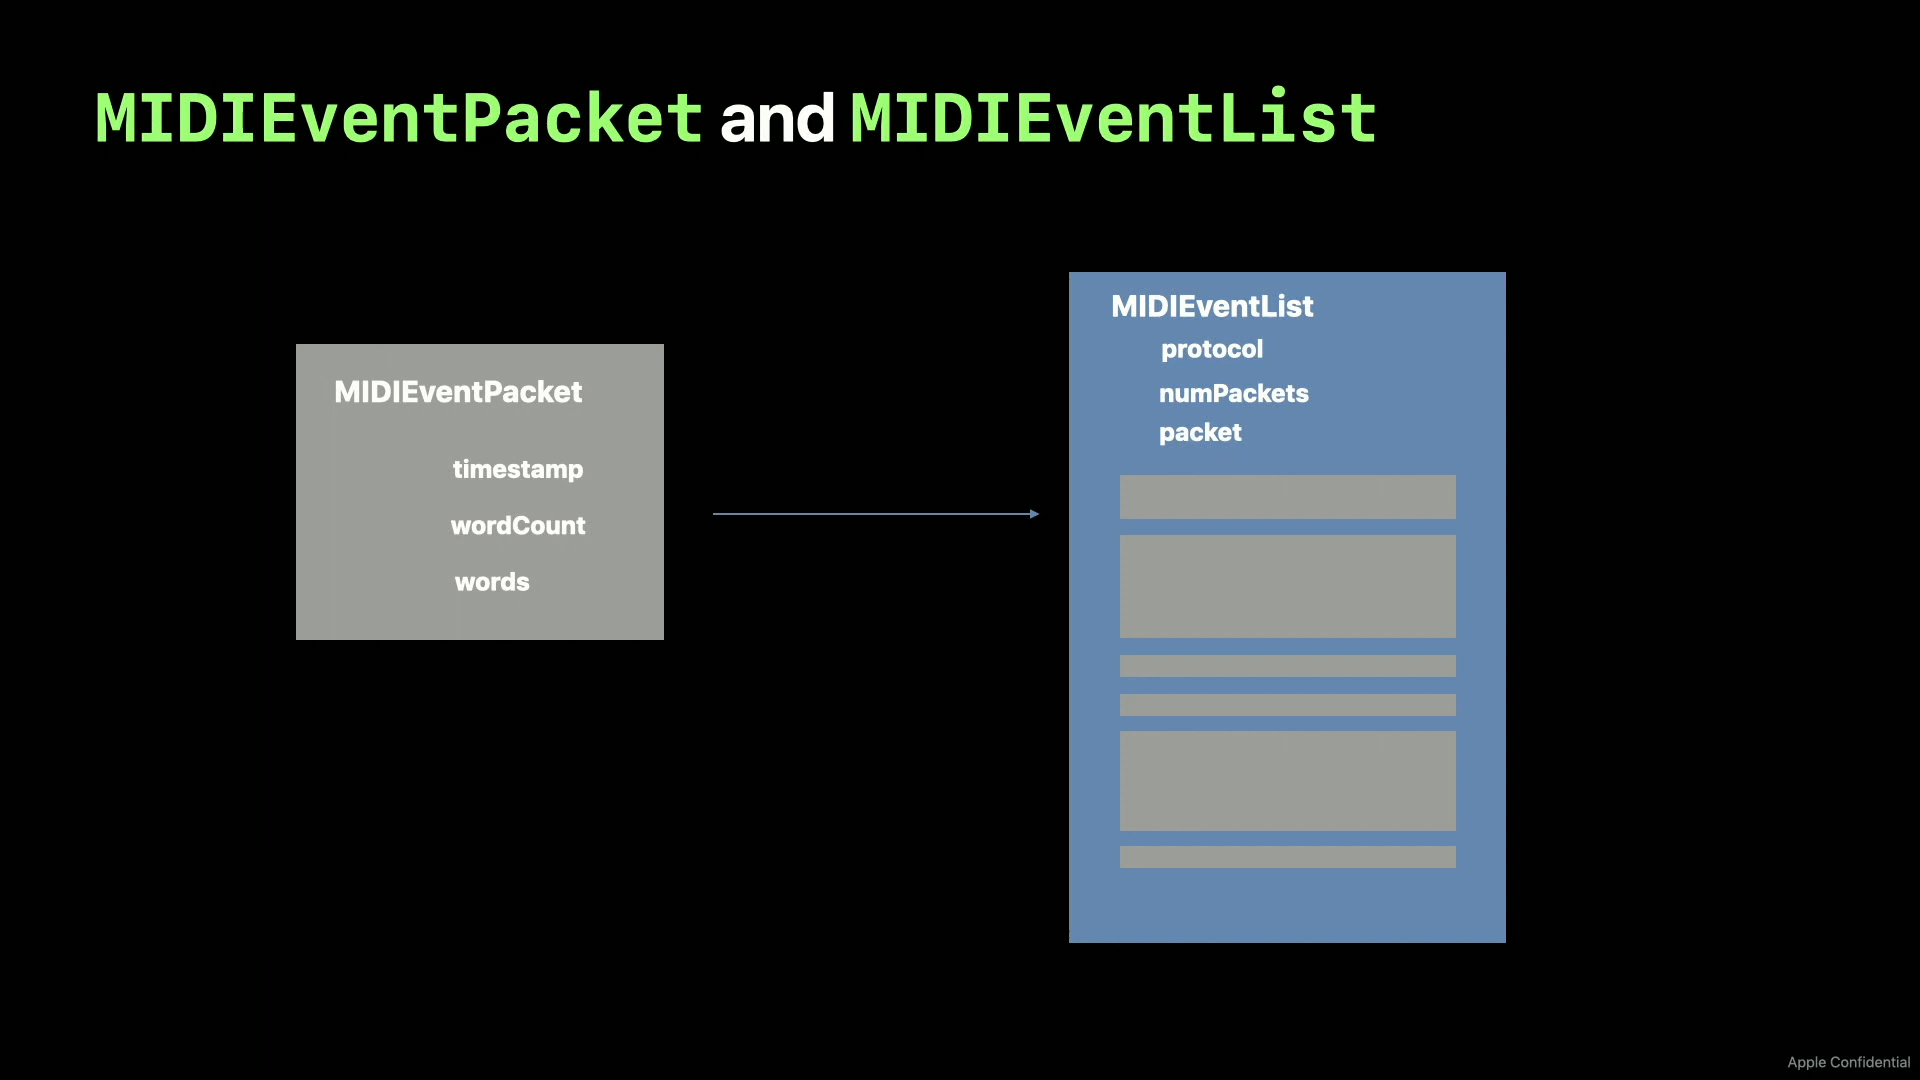 MIDIEventPacket and MIDIEventList
MIDIEventPacket
timestamp
wordCount
words
MIDIEventList
protocol
numPackets
packet
Apple Confidential